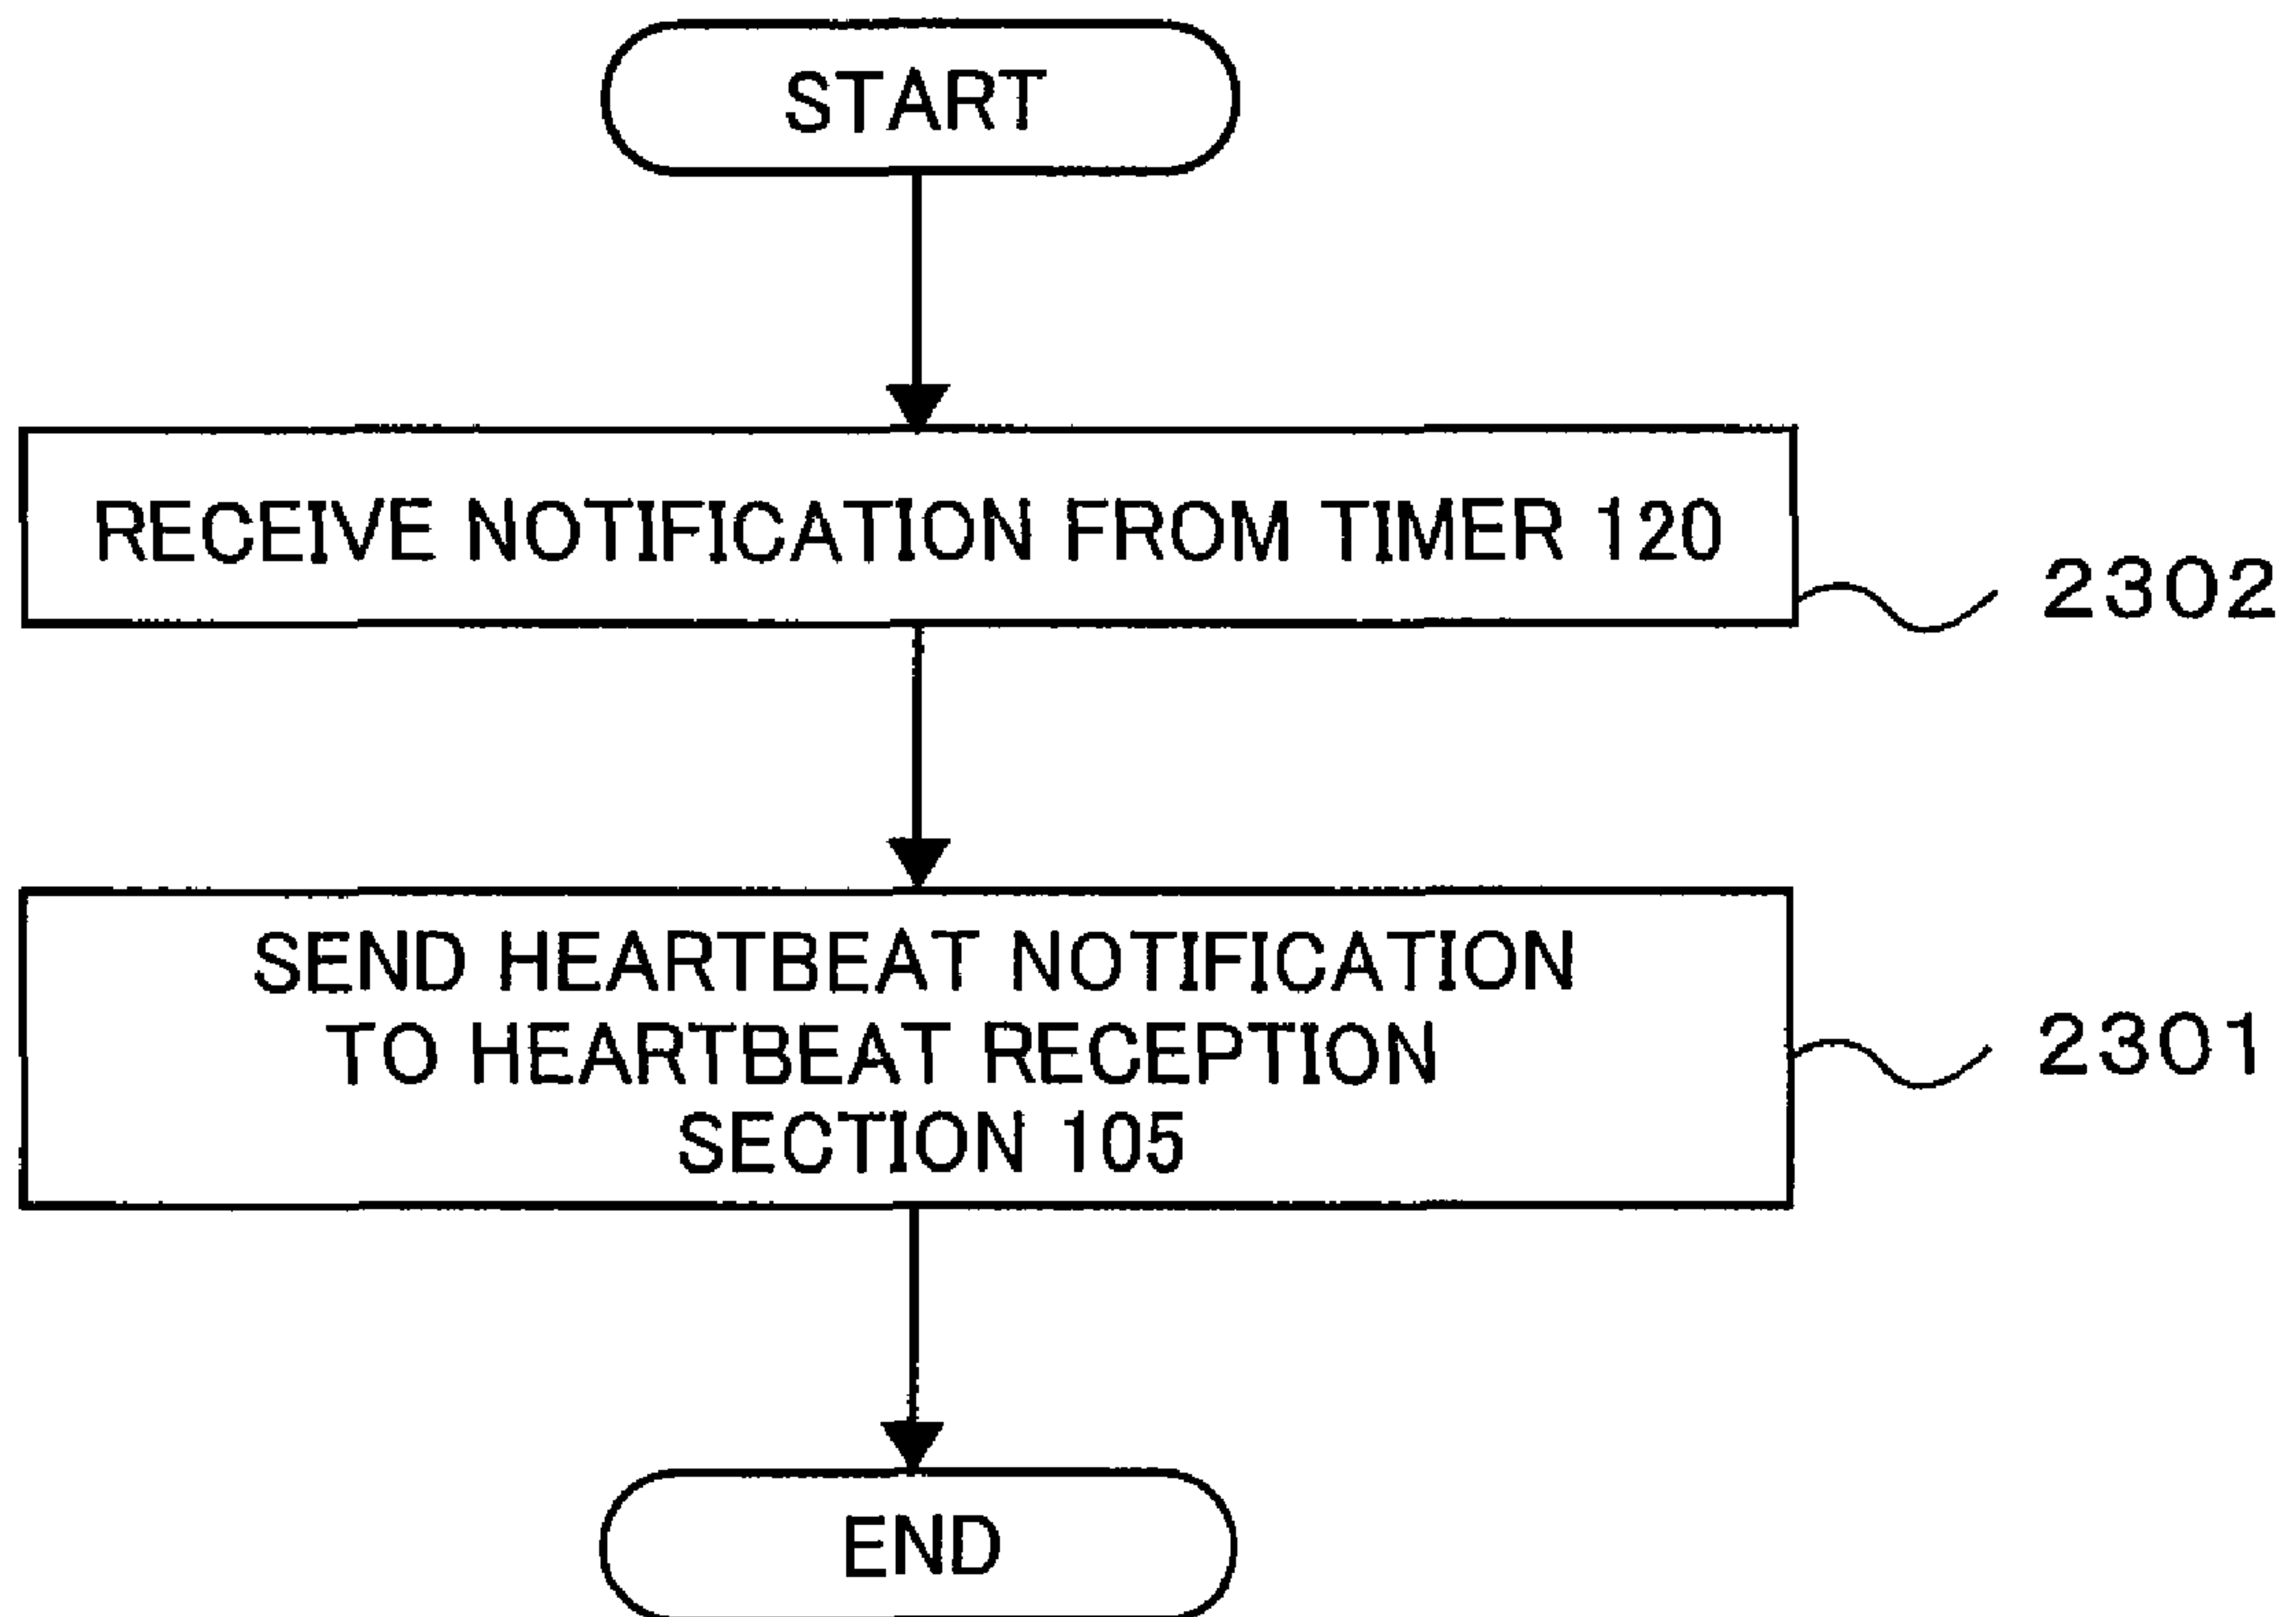 START
RECEIVE NOTIFICATION FROM TIMER 120
2302
SEND HEARTBEAT NOTIFICATION
TO HEARTBEAT RECEPTION
SECTION 105
2301
END